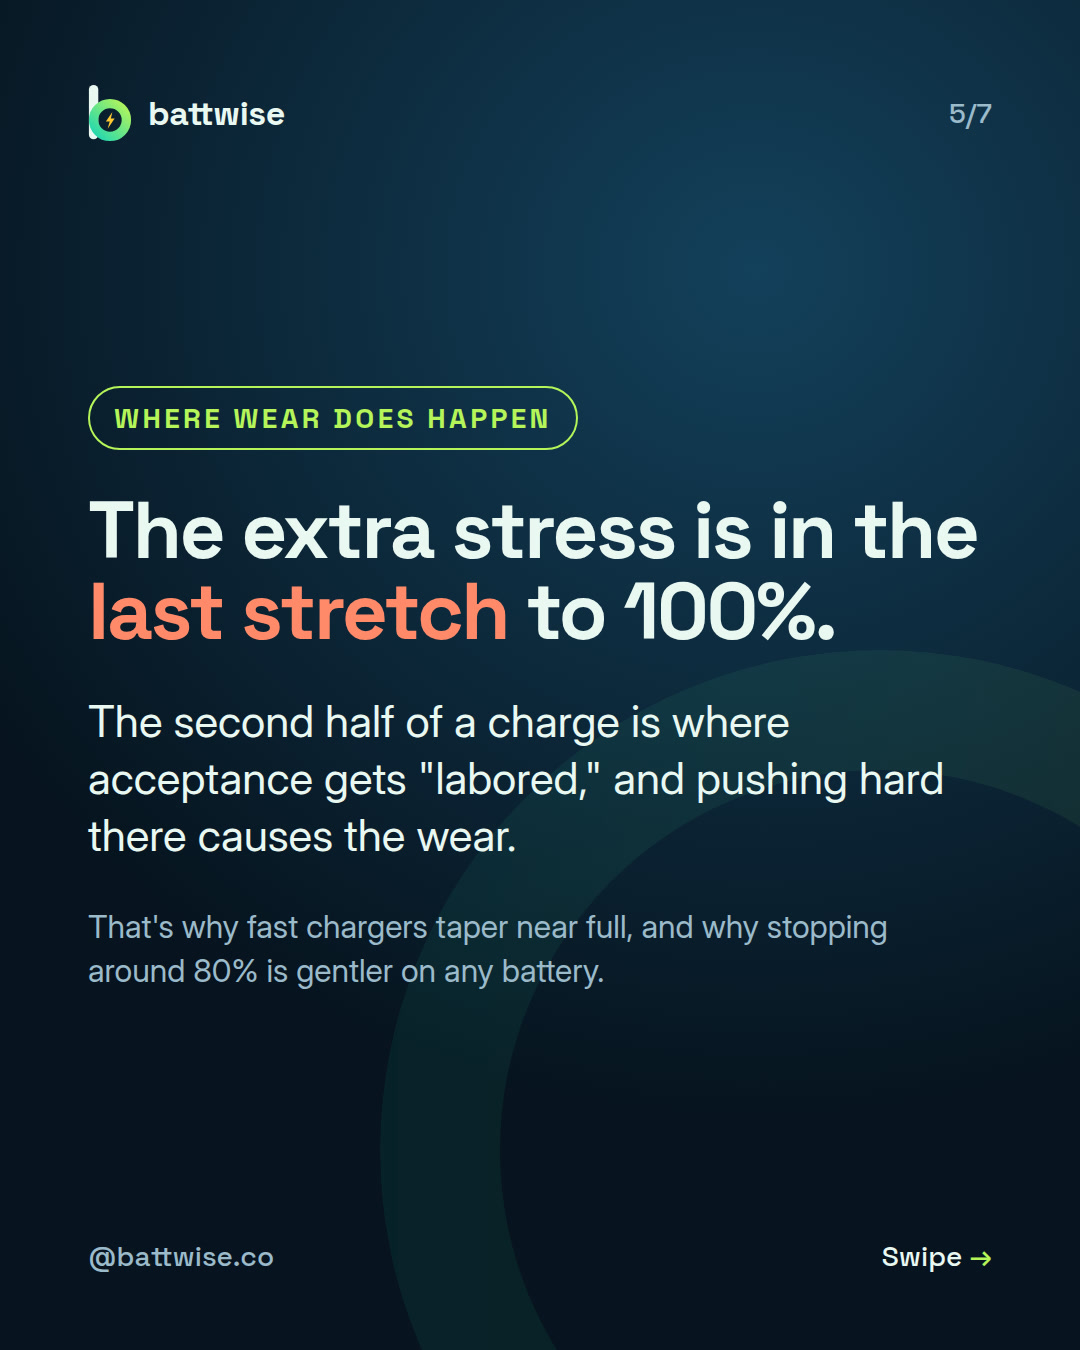 battwise
5/7
WHERE WEAR DOES HAPPEN
The extra stress is in the
last stretch to 100%.
The second half of a charge is where
acceptance gets "labored," and pushing hard
there causes the wear.
That's why fast chargers taper near full, and why stopping
around 80% is gentler on any battery.
@battwise.co
Swipe →